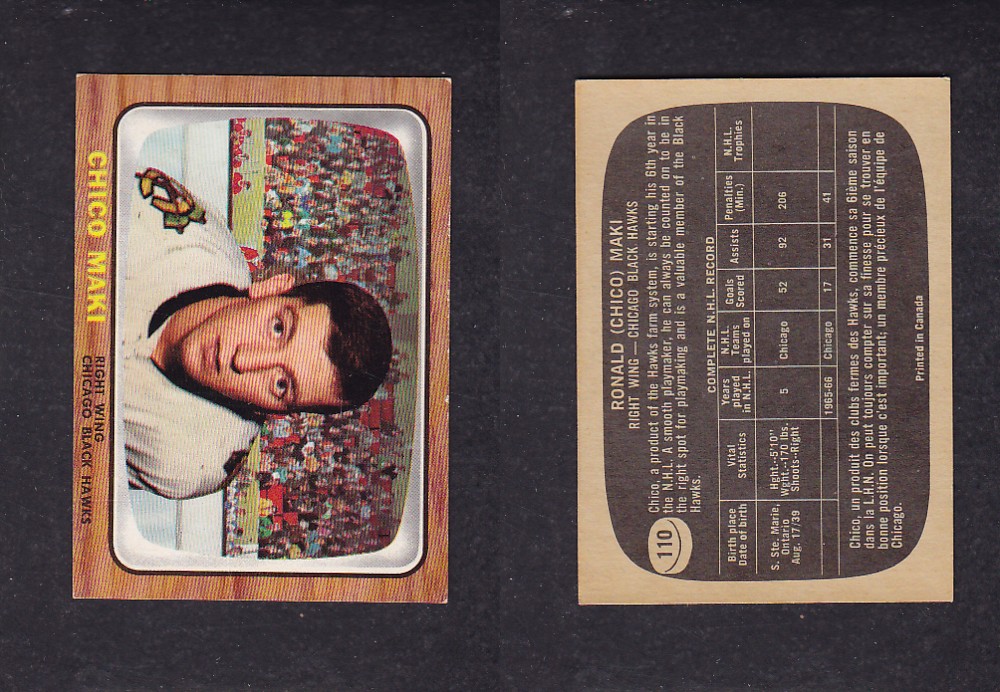 CHICO MAKI
RIGHT WING
CHICAGO BLACK HAWKS
110
RONALD (CHICO) MAKI
RIGHT WING — CHICAGO BLACK HAWKS
Chico, a product of the Hawks farm system, is starting his 6th year in
the N.H.L. A smooth playmaker, he can always be counted on to be in
the right spot for playmaking and is a valuable member of the Black
Hawks.
COMPLETE N.H.L. RECORD
Birth place Date of birth | Vital Statistics | Years played in N.H.L. | N.H.L. Teams played on | Goals Scored | Assists | Penalties (Min.) | N.H.L. Trophies
S. Ste. Marie, Ontario Aug. 17/39 | Hght.--5'10" Wght.--170 lbs. Shoots--Right | 5 | Chicago | 52 | 92 | 206
1965-66 | Chicago | 17 | 31 | 41
Chico, un produit des clubs fermes des Hawks, commence sa 6ième saison
dans la L.H.N. On peut toujours compter sur sa finesse pour se trouver en
bonne position lorsque c'est important; un membre précieux de l'équipe de
Chicago.
Printed in Canada